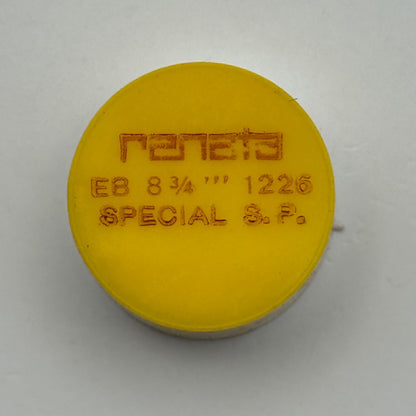 renata
EB 8 ¾ ''' 1226
SPECIAL S. P.